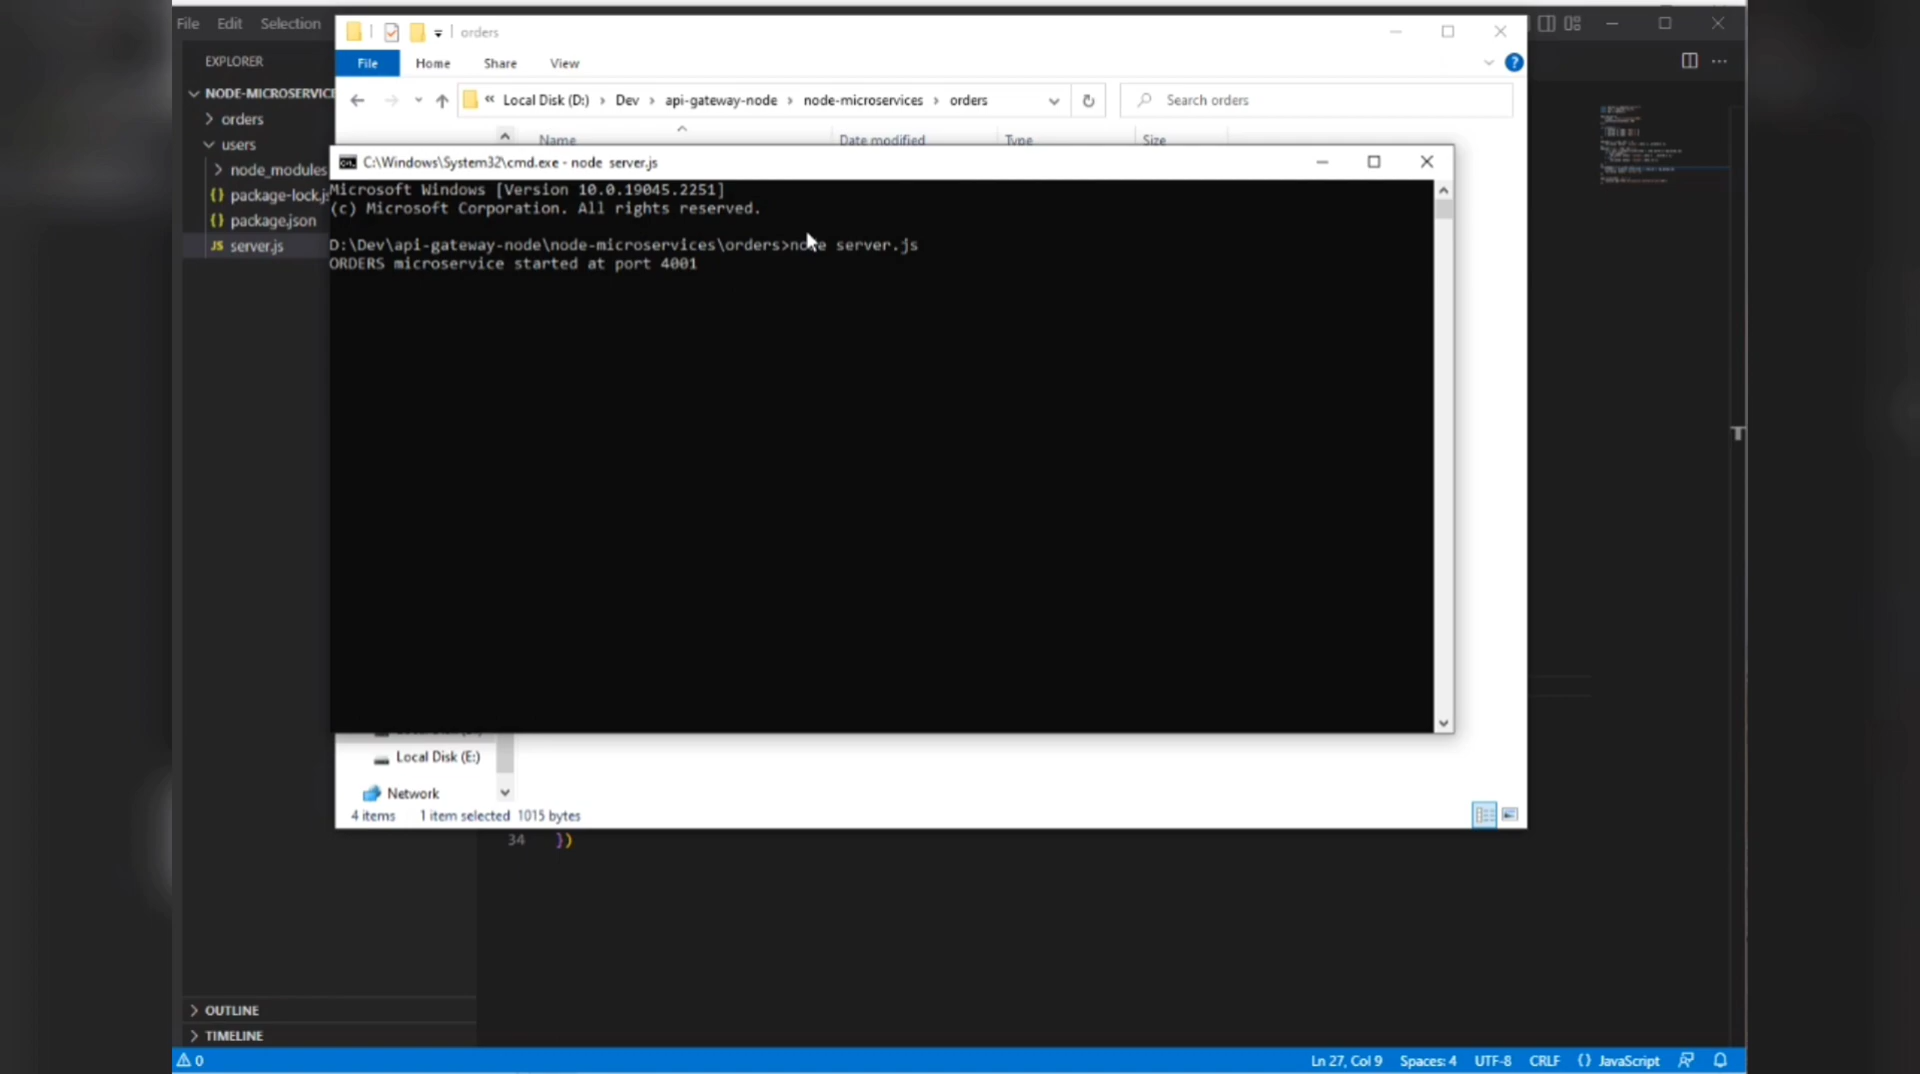 File Edit Selection
orders
File Home Share View
EXPLORER
« Local Disk (D:) › Dev › api-gateway-node › node-microservices › orders
Search orders
NODE-MICROSERVICE
orders
users
node_modules
package-lock.js
package.json
server.js
Name Date modified Type Size
C:\Windows\System32\cmd.exe - node server.js
Microsoft Windows [Version 10.0.19045.2251]
(c) Microsoft Corporation. All rights reserved.
D:\Dev\api-gateway-node\node-microservices\orders>node server.js
ORDERS microservice started at port 4001
Local Disk (E:)
Network
4 items 1 item selected 1015 bytes
34 })
OUTLINE
TIMELINE
0
Ln 27, Col 9 Spaces: 4 UTF-8 CRLF {} JavaScript